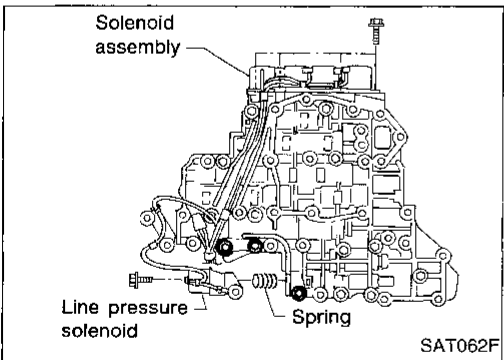 Solenoid
assembly
Line pressure
solenoid
Spring
SAT062F